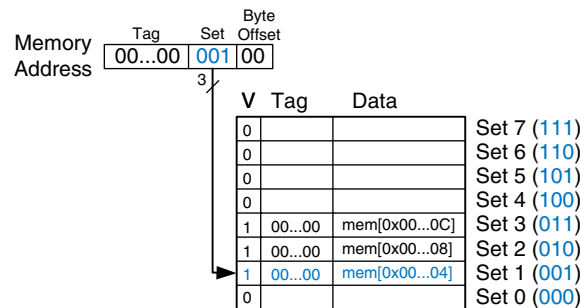 Byte
Tag Set Offset
Memory Address 00...00 001 00
3
V Tag Data
0 Set 7 (111)
0 Set 6 (110)
0 Set 5 (101)
0 Set 4 (100)
1 00...00 mem[0x00...0C] Set 3 (011)
1 00...00 mem[0x00...08] Set 2 (010)
1 00...00 mem[0x00...04] Set 1 (001)
0 Set 0 (000)